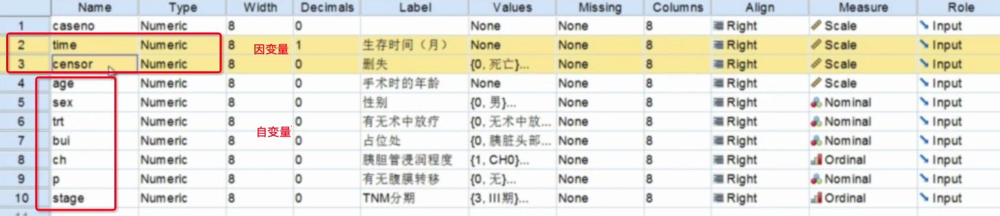 Name Type Width Decimals Label Values Missing Columns Align Measure Role
1 caseno Numeric 8 0 None None 8 Right Scale Input
2 time Numeric 8 因变量 1 生存时间（月） None None 8 Right Scale Input
3 censor Numeric 8 0 删失 {0, 死亡}... None 8 Right Scale Input
4 age Numeric 8 0 手术时的年龄 None None 8 Right Scale Input
5 sex Numeric 8 0 性别 {0, 男}... None 8 Right Nominal Input
6 trt Numeric 8 0 有无术中放疗 {0, 无术中放... None 8 Right Nominal Input
自变量
7 bui Numeric 8 0 占位处 {0, 胰脏头部... None 8 Right Nominal Input
8 ch Numeric 8 0 胰胆管浸润程度 {1, CH0}... None 8 Right Ordinal Input
9 p Numeric 8 0 有无腹膜转移 {0, 无}... None 8 Right Nominal Input
10 stage Numeric 8 0 TNM分期 {3, III期}... None 8 Right Ordinal Input